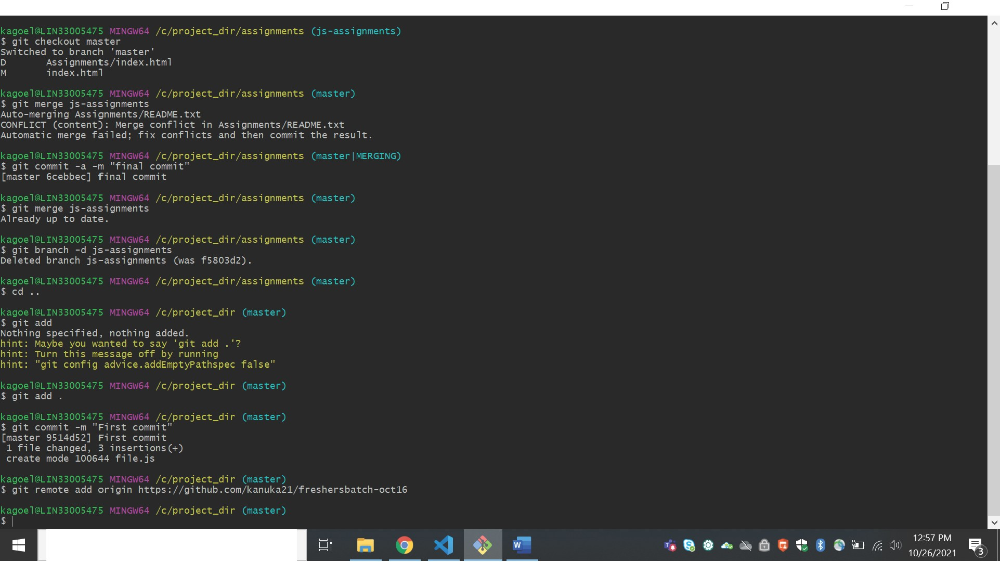 kagoel@LIN33005475 MINGW64 /c/project_dir/assignments (js-assignments)
$ git checkout master
Switched to branch 'master'
D       Assignments/index.html
M       index.html
kagoel@LIN33005475 MINGW64 /c/project_dir/assignments (master)
$ git merge js-assignments
Auto-merging Assignments/README.txt
CONFLICT (content): Merge conflict in Assignments/README.txt
Automatic merge failed; fix conflicts and then commit the result.
kagoel@LIN33005475 MINGW64 /c/project_dir/assignments (master|MERGING)
$ git commit -a -m "final commit"
[master 6cebbec] final commit
kagoel@LIN33005475 MINGW64 /c/project_dir/assignments (master)
$ git merge js-assignments
Already up to date.
kagoel@LIN33005475 MINGW64 /c/project_dir/assignments (master)
$ git branch -d js-assignments
Deleted branch js-assignments (was f5803d2).
kagoel@LIN33005475 MINGW64 /c/project_dir/assignments (master)
$ cd ..
kagoel@LIN33005475 MINGW64 /c/project_dir (master)
$ git add
Nothing specified, nothing added.
hint: Maybe you wanted to say 'git add .'?
hint: Turn this message off by running
hint: "git config advice.addEmptyPathspec false"
kagoel@LIN33005475 MINGW64 /c/project_dir (master)
$ git add .
kagoel@LIN33005475 MINGW64 /c/project_dir (master)
$ git commit -m "First commit"
[master 9514d52] First commit
 1 file changed, 3 insertions(+)
 create mode 100644 file.js
kagoel@LIN33005475 MINGW64 /c/project_dir (master)
$ git remote add origin https://github.com/kanuka21/freshersbatch-oct16
kagoel@LIN33005475 MINGW64 /c/project_dir (master)
$
12:57 PM
10/26/2021
3